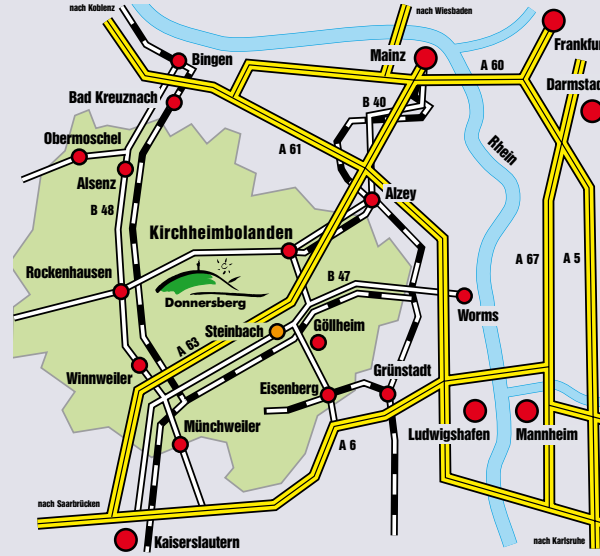 nach Koblenz
nach Wiesbaden
Bingen
Mainz
Frankfur
A 60
Bad Kreuznach
B 40
Darmstad
Obermoschel
A 61
Rhein
Alsenz
Alzey
B 48
Kirchheimbolanden
Rockenhausen
Donnersberg
B 47
A 67
A 5
Worms
Steinbach
Göllheim
A 63
Winnweiler
Grünstadt
Eisenberg
Münchweiler
Ludwigshafen
Mannheim
A 6
nach Saarbrücken
Kaiserslautern
nach Karlsruhe